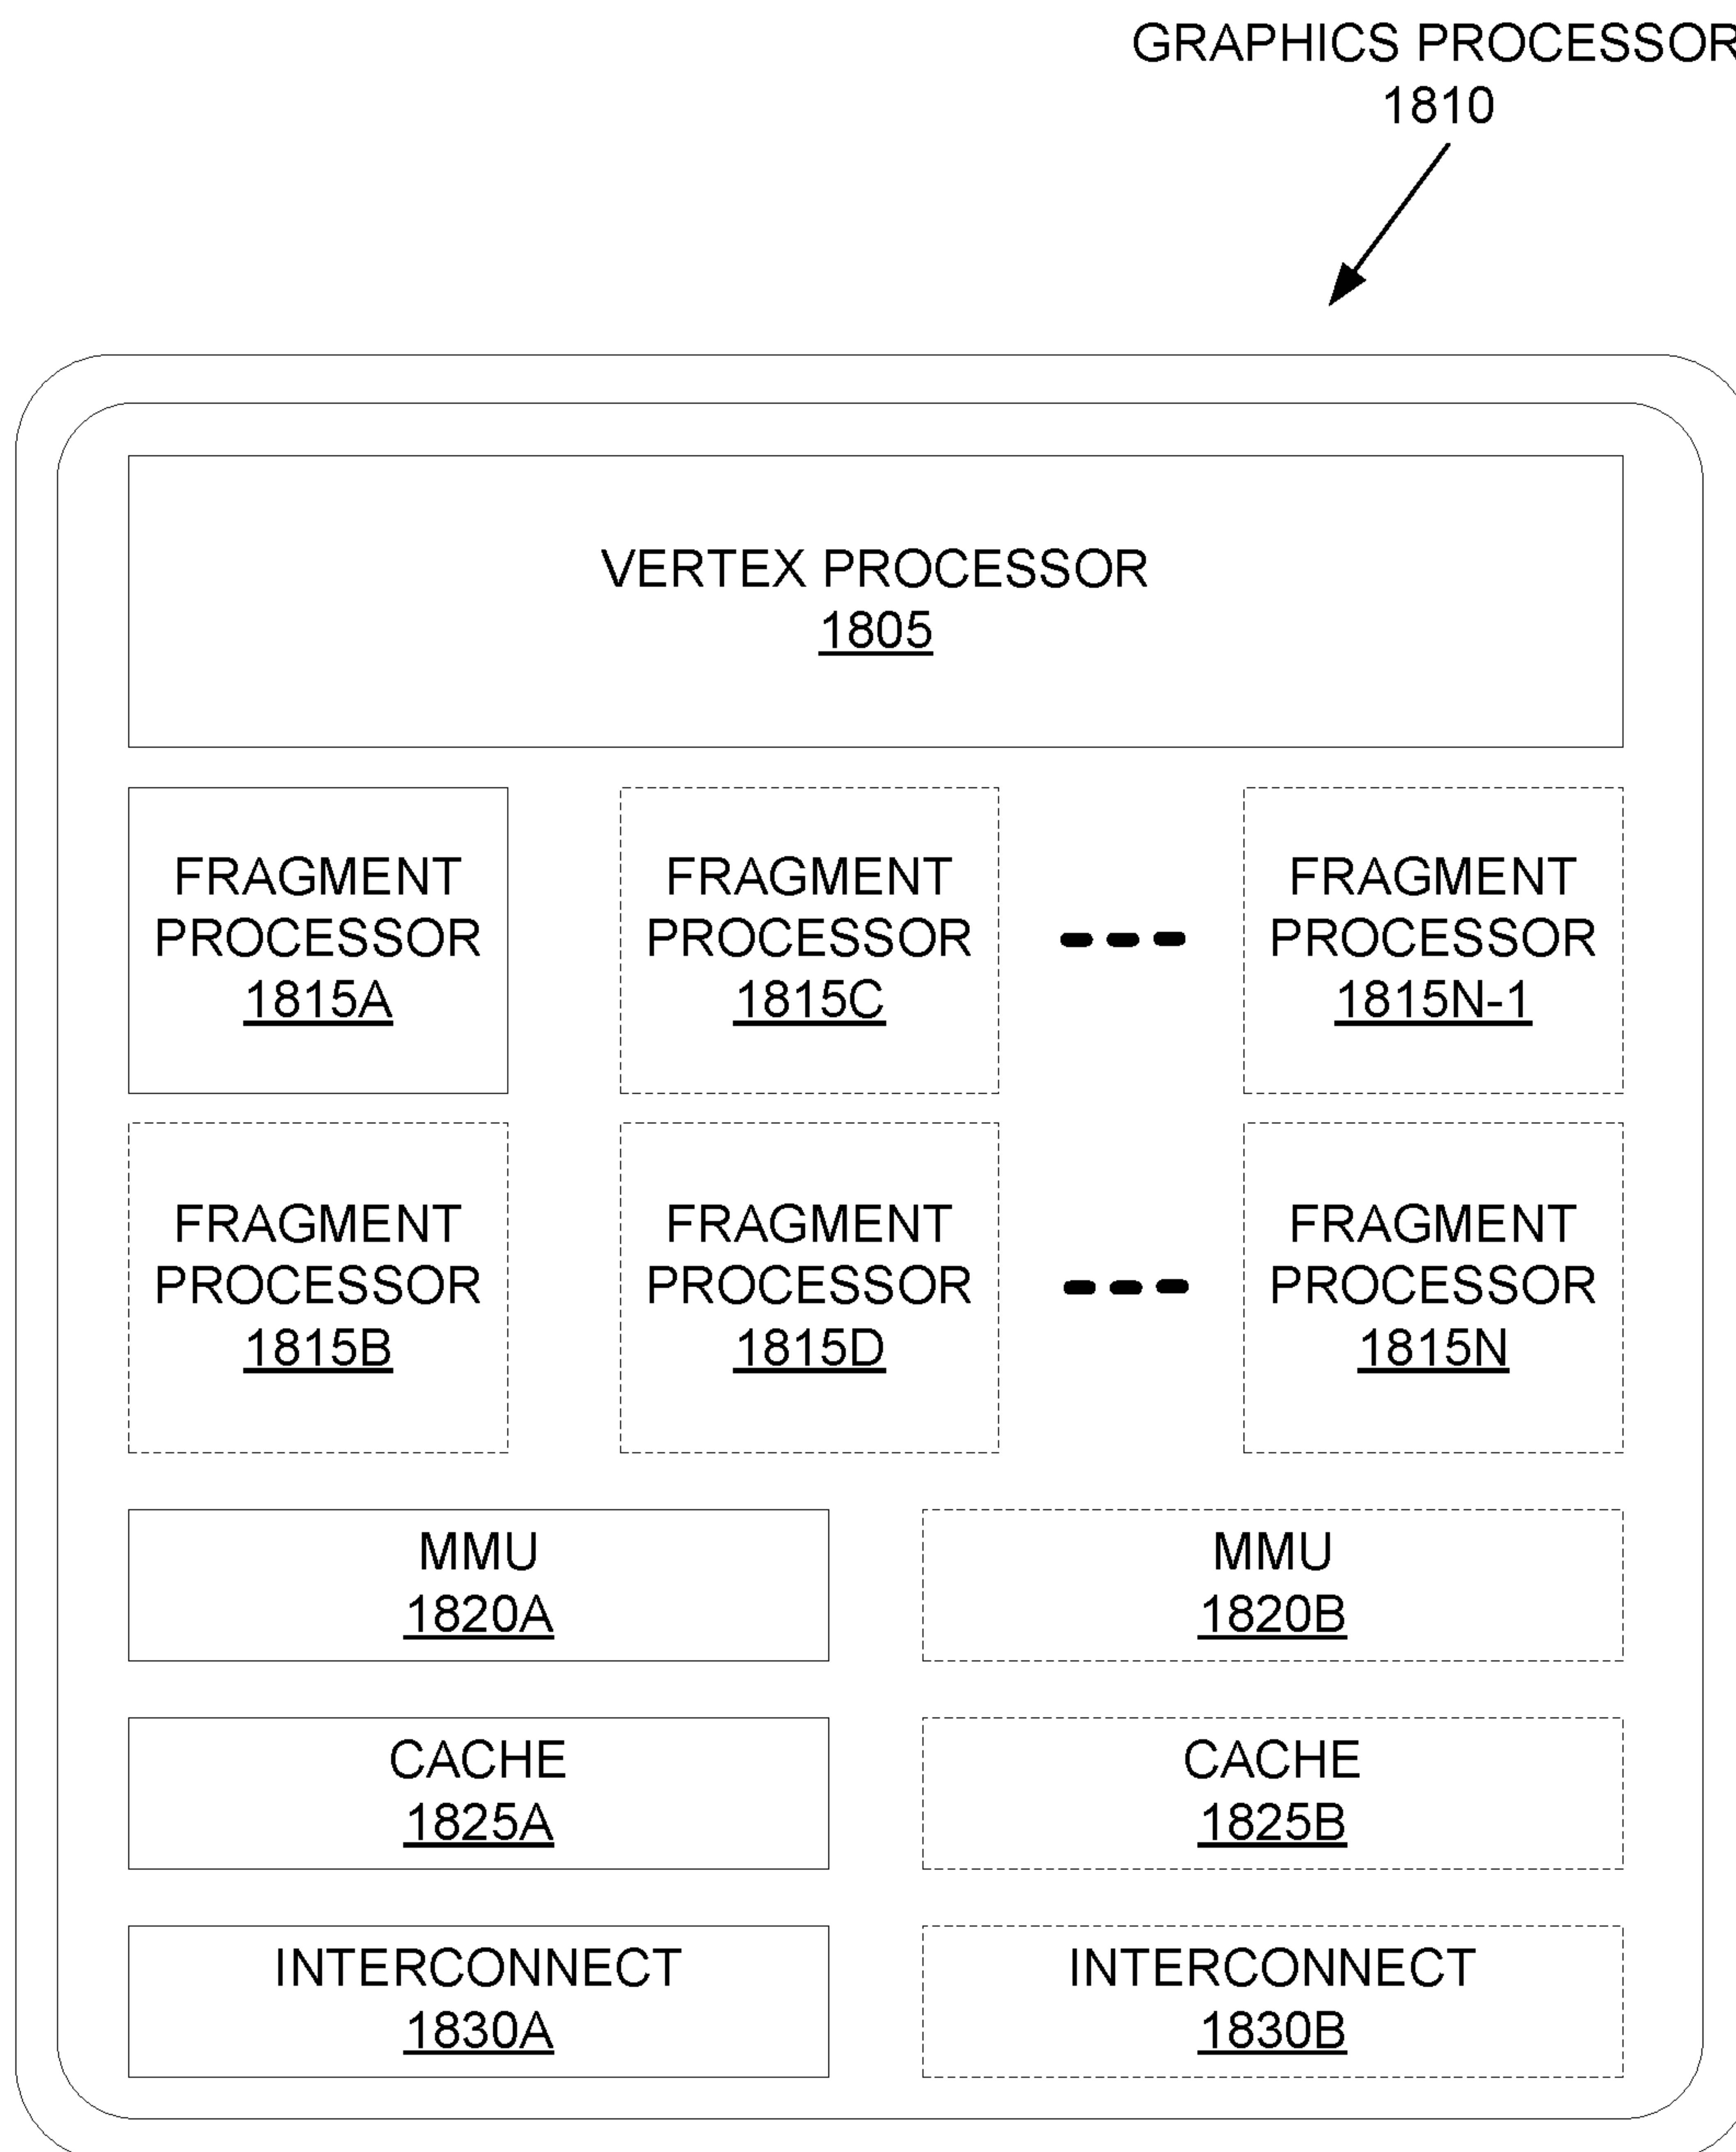 GRAPHICS PROCESSOR
1810
VERTEX PROCESSOR
1805
FRAGMENT
PROCESSOR
1815A
FRAGMENT
PROCESSOR
1815C
FRAGMENT
PROCESSOR
1815N-1
FRAGMENT
PROCESSOR
1815B
FRAGMENT
PROCESSOR
1815D
FRAGMENT
PROCESSOR
1815N
MMU
1820A
MMU
1820B
CACHE
1825A
CACHE
1825B
INTERCONNECT
1830A
INTERCONNECT
1830B